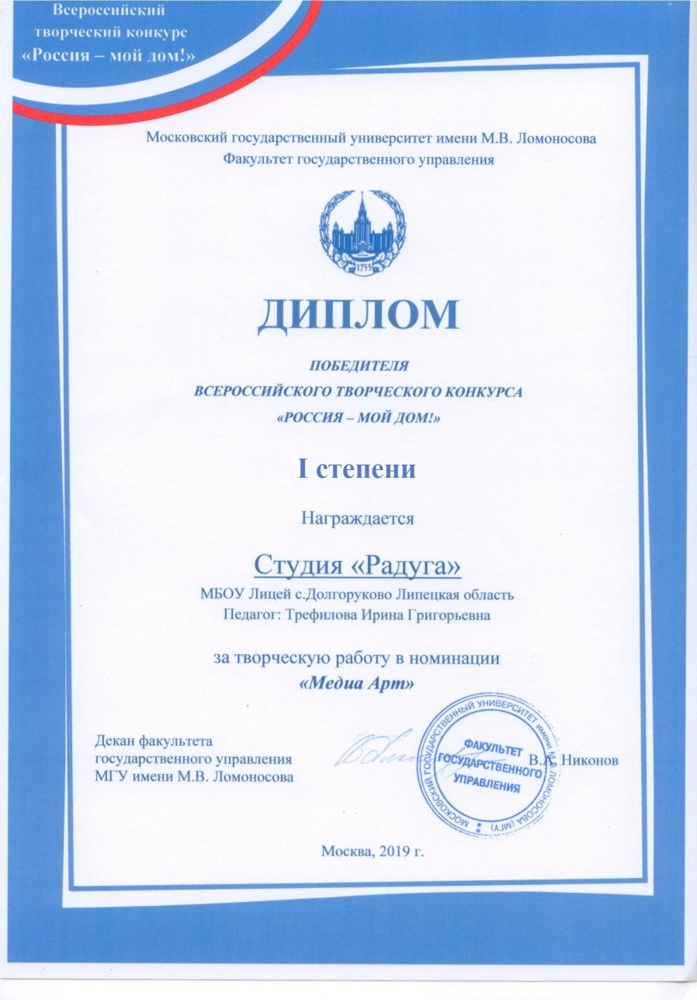 Всероссийский
творческий конкурс
«Россия – мой дом!»
Московский государственный университет имени М.В. Ломоносова
Факультет государственного управления
1755
ДИПЛОМ
ПОБЕДИТЕЛЯ
ВСЕРОССИЙСКОГО ТВОРЧЕСКОГО КОНКУРСА
«РОССИЯ – МОЙ ДОМ!»
I степени
Награждается
Студия «Радуга»
МБОУ Лицей с.Долгоруково Липецкая область
Педагог: Трефилова Ирина Григорьевна
за творческую работу в номинации
«Медиа Арт»
Декан факультета
государственного управления
МГУ имени М.В. Ломоносова
В.А. Никонов
МОСКОВСКИЙ ГОСУДАРСТВЕННЫЙ УНИВЕРСИТЕТ имени М.В.ЛОМОНОСОВА (МГУ)
ФАКУЛЬТЕТ
ГОСУДАРСТВЕННОГО
УПРАВЛЕНИЯ
Москва, 2019 г.